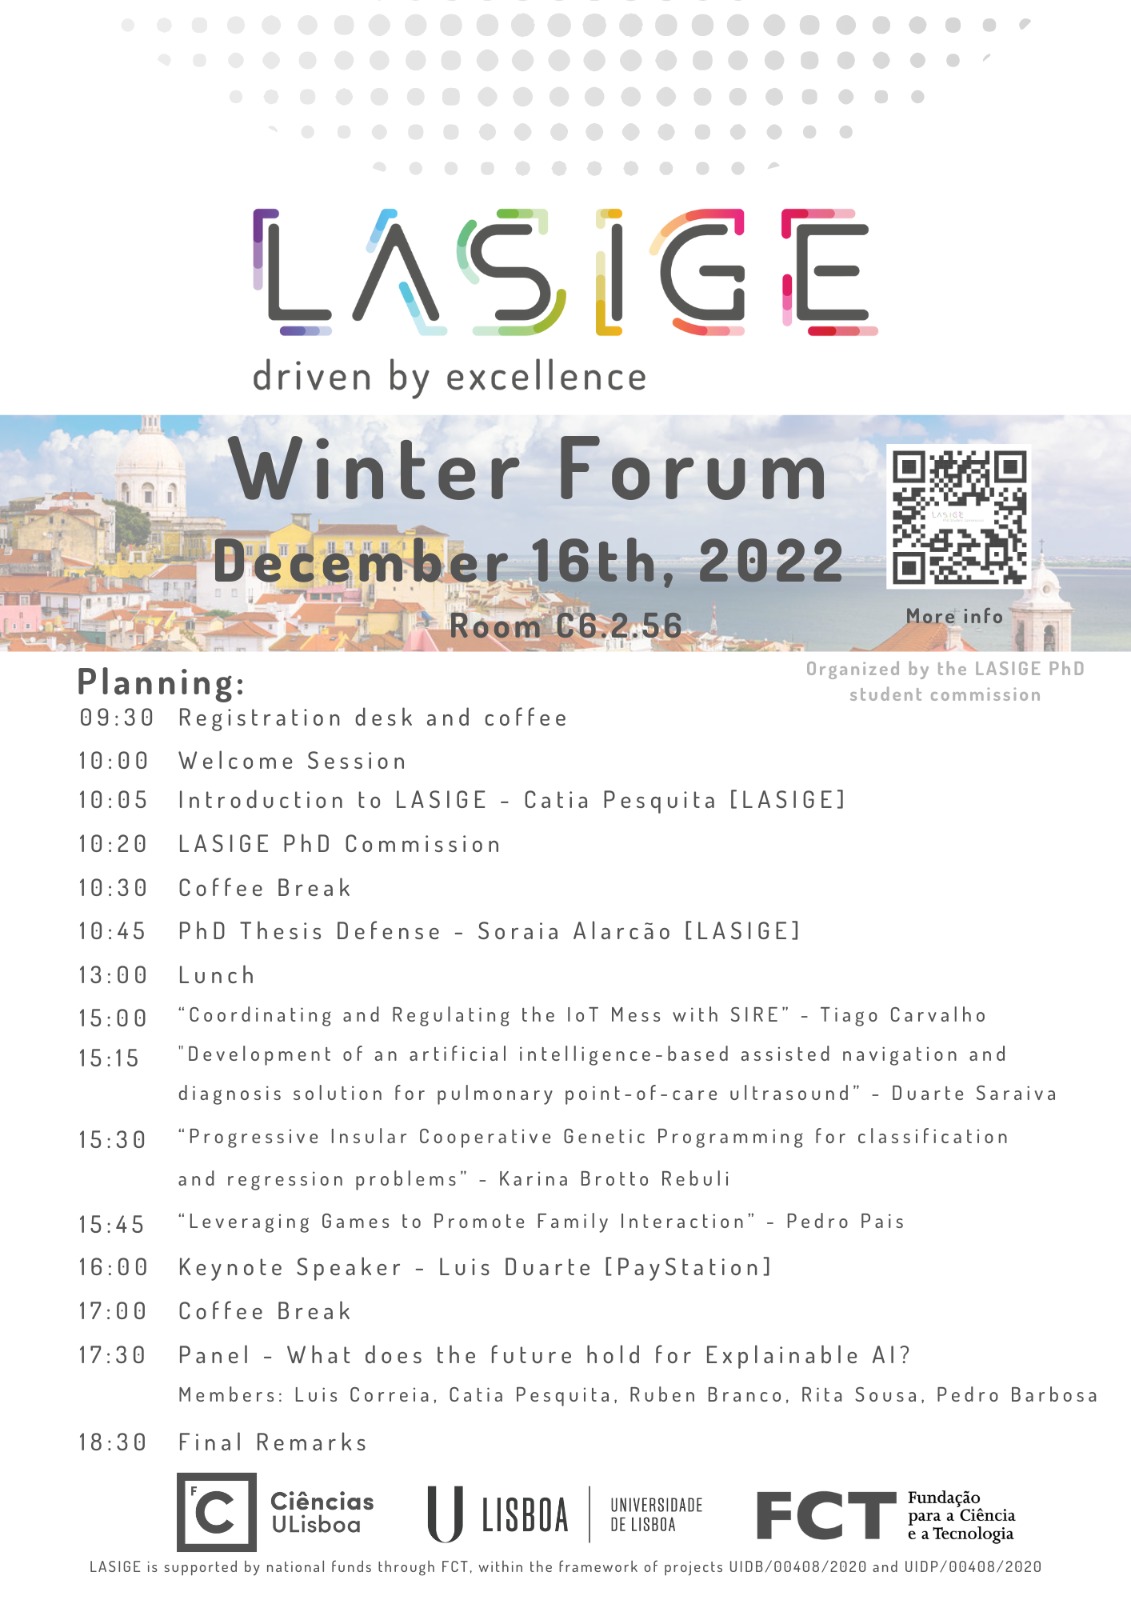 LASIGE
driven by excellence
Winter Forum
December 16th, 2022
Room C6.2.56
LASIGE
More info
Organized by the LASIGE PhD
student commission
Planning:
09:30 Registration desk and coffee
10:00 Welcome Session
10:05 Introduction to LASIGE - Catia Pesquita [LASIGE]
10:20 LASIGE PhD Commission
10:30 Coffee Break
10:45 PhD Thesis Defense - Soraia Alarcão [LASIGE]
13:00 Lunch
15:00 “Coordinating and Regulating the IoT Mess with SIRE” - Tiago Carvalho
15:15 "Development of an artificial intelligence-based assisted navigation and
diagnosis solution for pulmonary point-of-care ultrasound” - Duarte Saraiva
15:30 “Progressive Insular Cooperative Genetic Programming for classification
and regression problems” - Karina Brotto Rebuli
15:45 “Leveraging Games to Promote Family Interaction” - Pedro Pais
16:00 Keynote Speaker - Luis Duarte [PayStation]
17:00 Coffee Break
17:30 Panel - What does the future hold for Explainable AI?
Members: Luis Correia, Catia Pesquita, Ruben Branco, Rita Sousa, Pedro Barbosa
18:30 Final Remarks
F C Ciências
ULisboa
U LISBOA
UNIVERSIDADE
DE LISBOA
FCT Fundação
para a Ciência
e a Tecnologia
LASIGE is supported by national funds through FCT, within the framework of projects UIDB/00408/2020 and UIDP/00408/2020